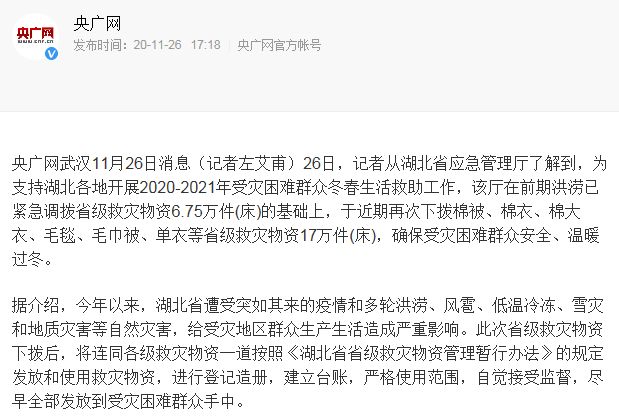 央广网
www.cnr.cn
央广网
发布时间：20-11-26 17:18 央广网官方帐号
央广网武汉11月26日消息（记者左艾甫）26日，记者从湖北省应急管理厅了解到，为
支持湖北各地开展2020-2021年受灾困难群众冬春生活救助工作，该厅在前期洪涝已
紧急调拨省级救灾物资6.75万件(床)的基础上，于近期再次下拨棉被、棉衣、棉大
衣、毛毯、毛巾被、单衣等省级救灾物资17万件(床)，确保受灾困难群众安全、温暖
过冬。
据介绍，今年以来，湖北省遭受突如其来的疫情和多轮洪涝、风雹、低温冷冻、雪灾
和地质灾害等自然灾害，给受灾地区群众生产生活造成严重影响。此次省级救灾物资
下拨后，将连同各级救灾物资一道按照《湖北省省级救灾物资管理暂行办法》的规定
发放和使用救灾物资，进行登记造册，建立台账，严格使用范围，自觉接受监督，尽
早全部发放到受灾困难群众手中。